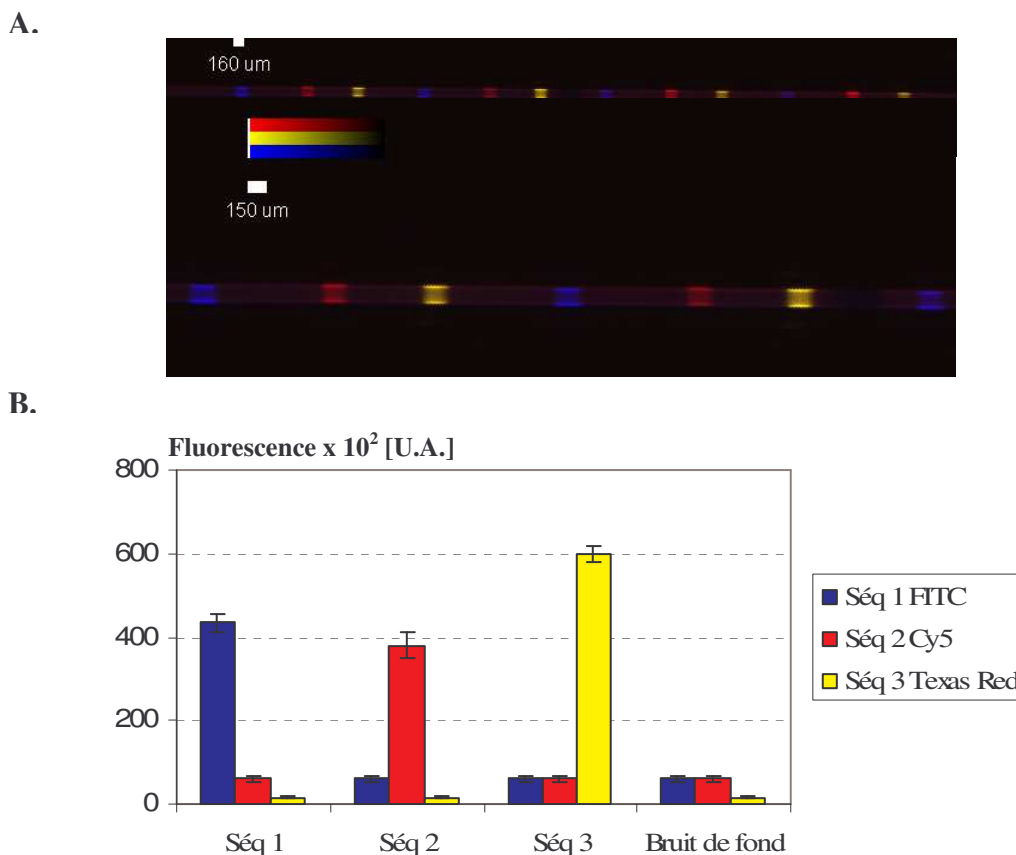 A.
160 um
150 um
B.
Fluorescence x 10² [U.A.]
800
600
400
200
0
Séq 1
Séq 2
Séq 3
Bruit de fond
Séq 1 FITC
Séq 2 Cy5
Séq 3 Texas Red